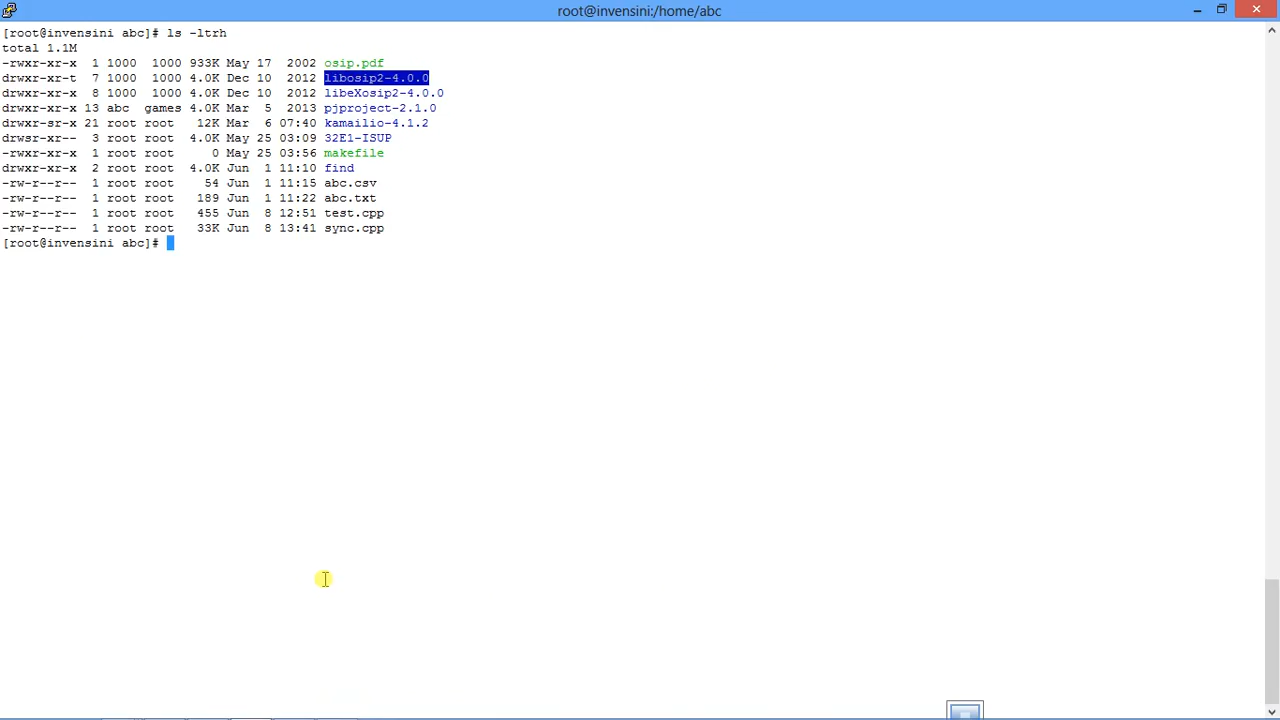 root@invensini:/home/abc
[root@invensini abc]# ls -ltrh
total 1.1M
-rwxr-xr-x  1 1000  1000 933K May 17  2002 osip.pdf
drwxr-xr-t  7 1000  1000 4.0K Dec 10  2012 libosip2-4.0.0
drwxr-xr-x  8 1000  1000 4.0K Dec 10  2012 libeXosip2-4.0.0
drwxr-xr-x 13 abc  games 4.0K Mar  5  2013 pjproject-2.1.0
drwxr-sr-x 21 root root   12K Mar  6 07:40 kamailio-4.1.2
drwsr-xr--  3 root root  4.0K May 25 03:09 32E1-ISUP
-rwxr-xr-x  1 root root     0 May 25 03:56 makefile
drwxr-xr-x  2 root root  4.0K Jun  1 11:10 find
-rw-r--r--  1 root root    54 Jun  1 11:15 abc.csv
-rw-r--r--  1 root root   189 Jun  1 11:22 abc.txt
-rw-r--r--  1 root root   455 Jun  8 12:51 test.cpp
-rw-r--r--  1 root root   33K Jun  8 13:41 sync.cpp
[root@invensini abc]#